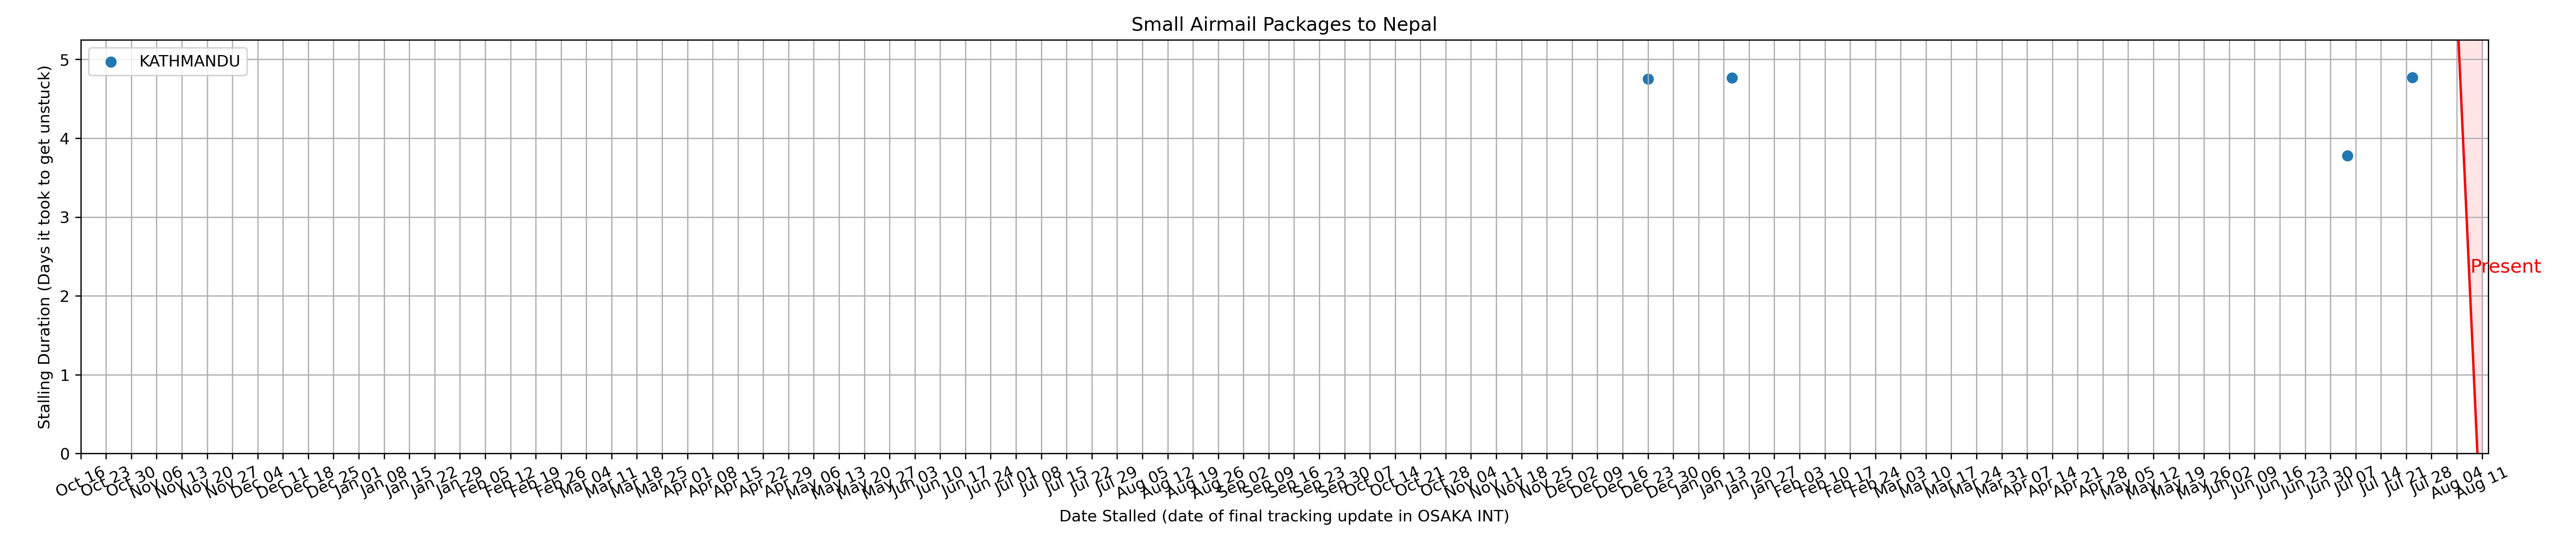 Small Airmail Packages to Nepal
KATHMANDU
Stalling Duration (Days it took to get unstuck)
5
4
3
2
1
0
Present
Oct 16
Oct 23
Oct 30
Nov 06
Nov 13
Nov 20
Nov 27
Dec 04
Dec 11
Dec 18
Dec 25
Jan 01
Jan 08
Jan 15
Jan 22
Jan 29
Feb 05
Feb 12
Feb 19
Feb 26
Mar 04
Mar 11
Mar 18
Mar 25
Apr 01
Apr 08
Apr 15
Apr 22
Apr 29
May 06
May 13
May 20
May 27
Jun 03
Jun 10
Jun 17
Jun 24
Jul 01
Jul 08
Jul 15
Jul 22
Jul 29
Aug 05
Aug 12
Aug 19
Aug 26
Sep 02
Sep 09
Sep 16
Sep 23
Sep 30
Oct 07
Oct 14
Oct 21
Oct 28
Nov 04
Nov 11
Nov 18
Nov 25
Dec 02
Dec 09
Dec 16
Dec 23
Dec 30
Jan 06
Jan 13
Jan 20
Jan 27
Feb 03
Feb 10
Feb 17
Feb 24
Mar 03
Mar 10
Mar 17
Mar 24
Mar 31
Apr 07
Apr 14
Apr 21
Apr 28
May 05
May 12
May 19
May 26
Jun 02
Jun 09
Jun 16
Jun 23
Jun 30
Jul 07
Jul 14
Jul 21
Jul 28
Aug 04
Aug 11
Date Stalled (date of final tracking update in OSAKA INT)